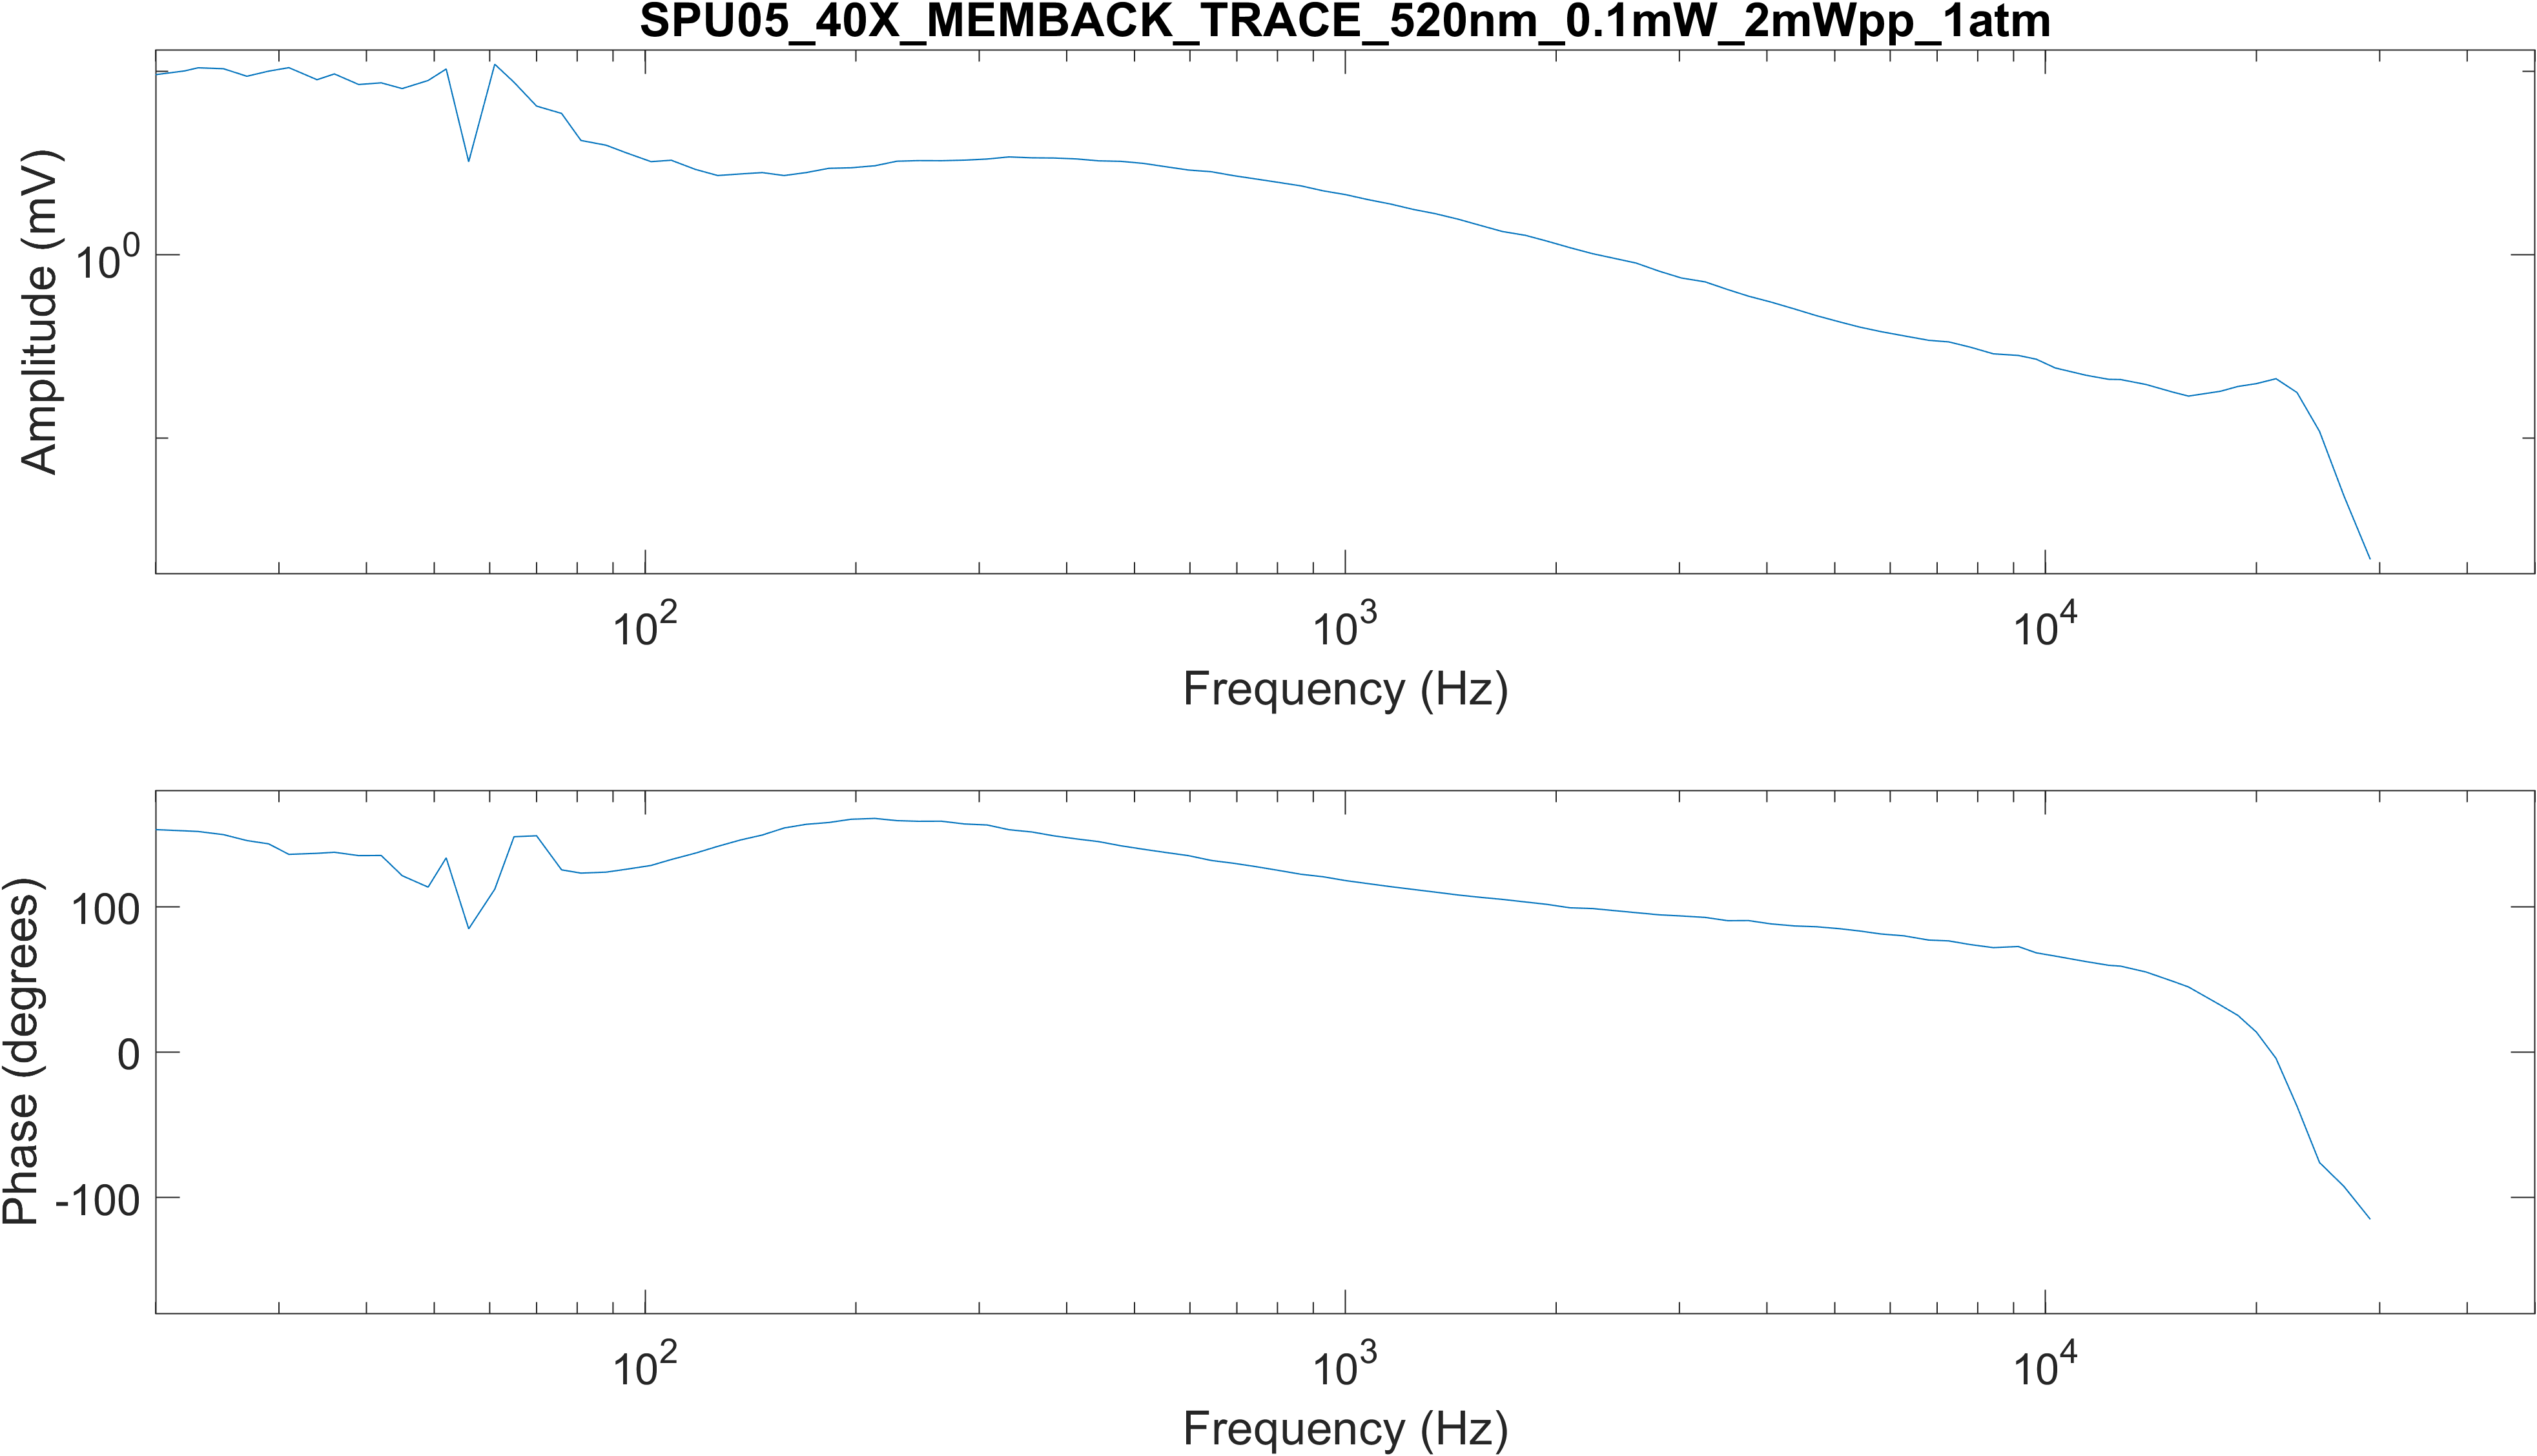 SPU05_40X_MEMBACK_TRACE_520nm_0.1mW_2mWpp_1atm
Amplitude (mV)
10^0
10^2
10^3
10^4
Frequency (Hz)
Phase (degrees)
100
0
-100
10^2
10^3
10^4
Frequency (Hz)